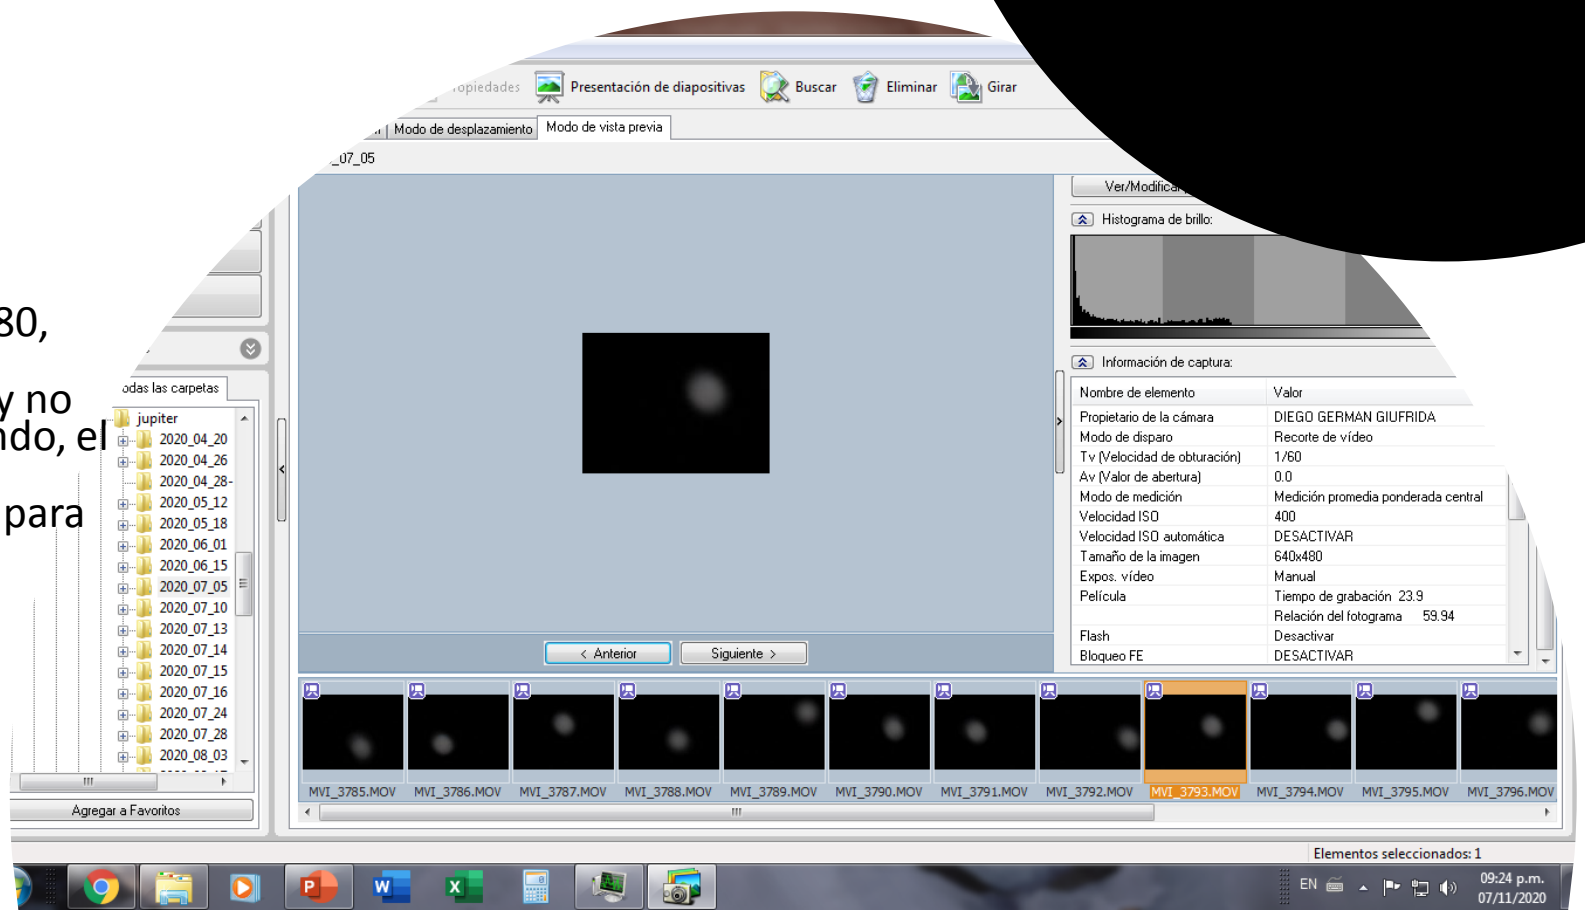 Presentación de diapositivas Buscar Eliminar Girar
Modo de desplazamiento Modo de vista previa
_07_05
Histograma de brillo:
80,
y no
el
para
las carpetas
jupiter
2020_04_20
2020_04_26
2020_04_28-
2020_05_12
2020_05_18
2020_06_01
2020_06_15
2020_07_05
2020_07_10
2020_07_13
2020_07_14
2020_07_15
2020_07_16
2020_07_24
2020_07_28
2020_08_03
Agregar a Favoritos
Información de captura:
Nombre de elemento Valor
Propietario de la cámara DIEGO GERMAN GIUFRIDA
Modo de disparo Recorte de vídeo
Tv (Velocidad de obturación) 1/60
Av (Valor de abertura) 0.0
Modo de medición Medición promedia ponderada central
Velocidad ISO 400
Velocidad ISO automática DESACTIVAR
Tamaño de la imagen 640x480
Expos. vídeo Manual
Película Tiempo de grabación 23.9
Relación del fotograma 59.94
Flash Desactivar
Bloqueo FE DESACTIVAR
< Anterior Siguiente >
MVI_3785.MOV MVI_3786.MOV MVI_3787.MOV MVI_3788.MOV MVI_3789.MOV MVI_3790.MOV MVI_3791.MOV MVI_3792.MOV MVI_3793.MOV MVI_3794.MOV MVI_3795.MOV MVI_3796.MOV
Elementos seleccionados: 1
EN 09:24 p.m.
07/11/2020